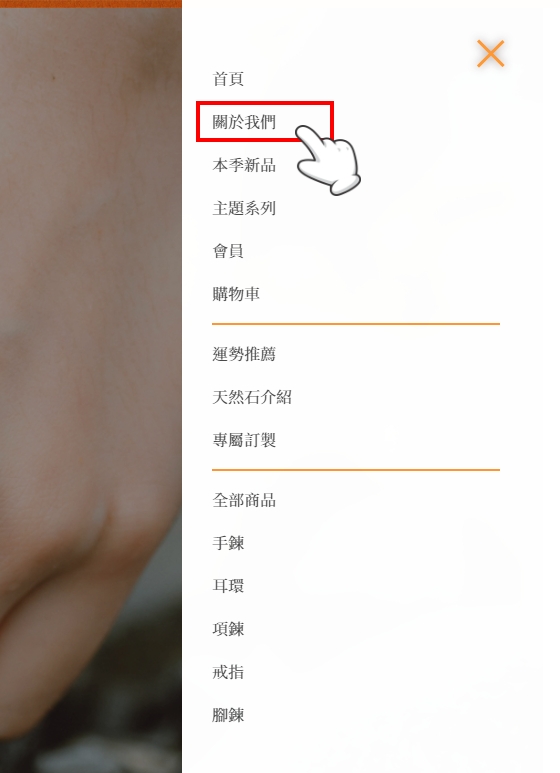 首頁
關於我們
本季新品
主題系列
會員
購物車
運勢推薦
天然石介紹
專屬訂製
全部商品
手鍊
耳環
項鍊
戒指
腳鍊